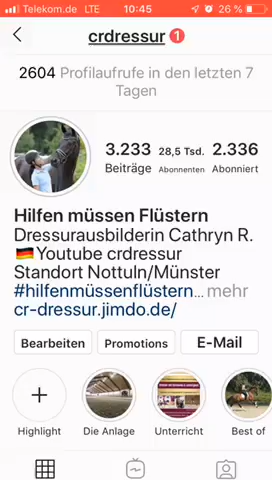 Telekom.de LTE 10:45 26 %
crdressur 1
2604 Profilaufrufe in den letzten 7
Tagen
3.233 28,5 Tsd. 2.336
Beiträge Abonnenten Abonniert
Hilfen müssen Flüstern
Dressurausbilderin Cathryn R.
🇩🇪Youtube crdressur
Standort Nottuln/Münster
#hilfenmüssenflüstern... mehr
cr-dressur.jimdo.de/
Bearbeiten Promotions E-Mail
Highlight Die Anlage Unterricht Best of